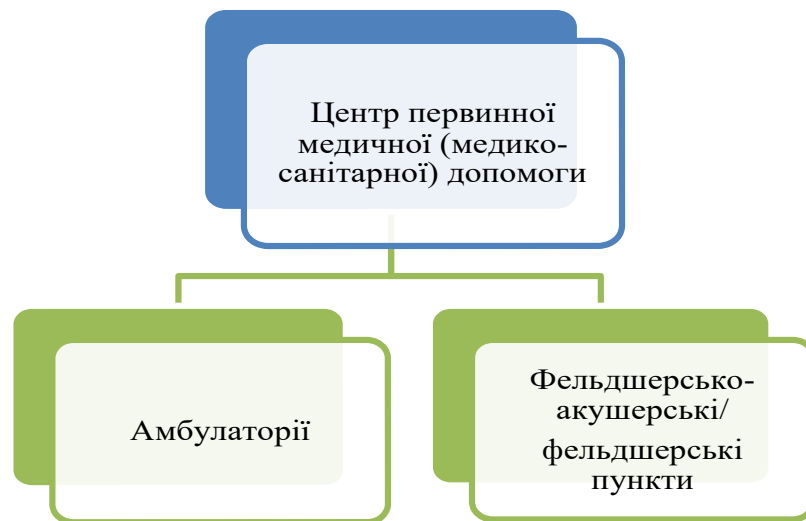 Центр первинної
медичної (медико-
санітарної) допомоги
Амбулаторії
Фельдшерсько-
акушерські/
фельдшерські
пункти